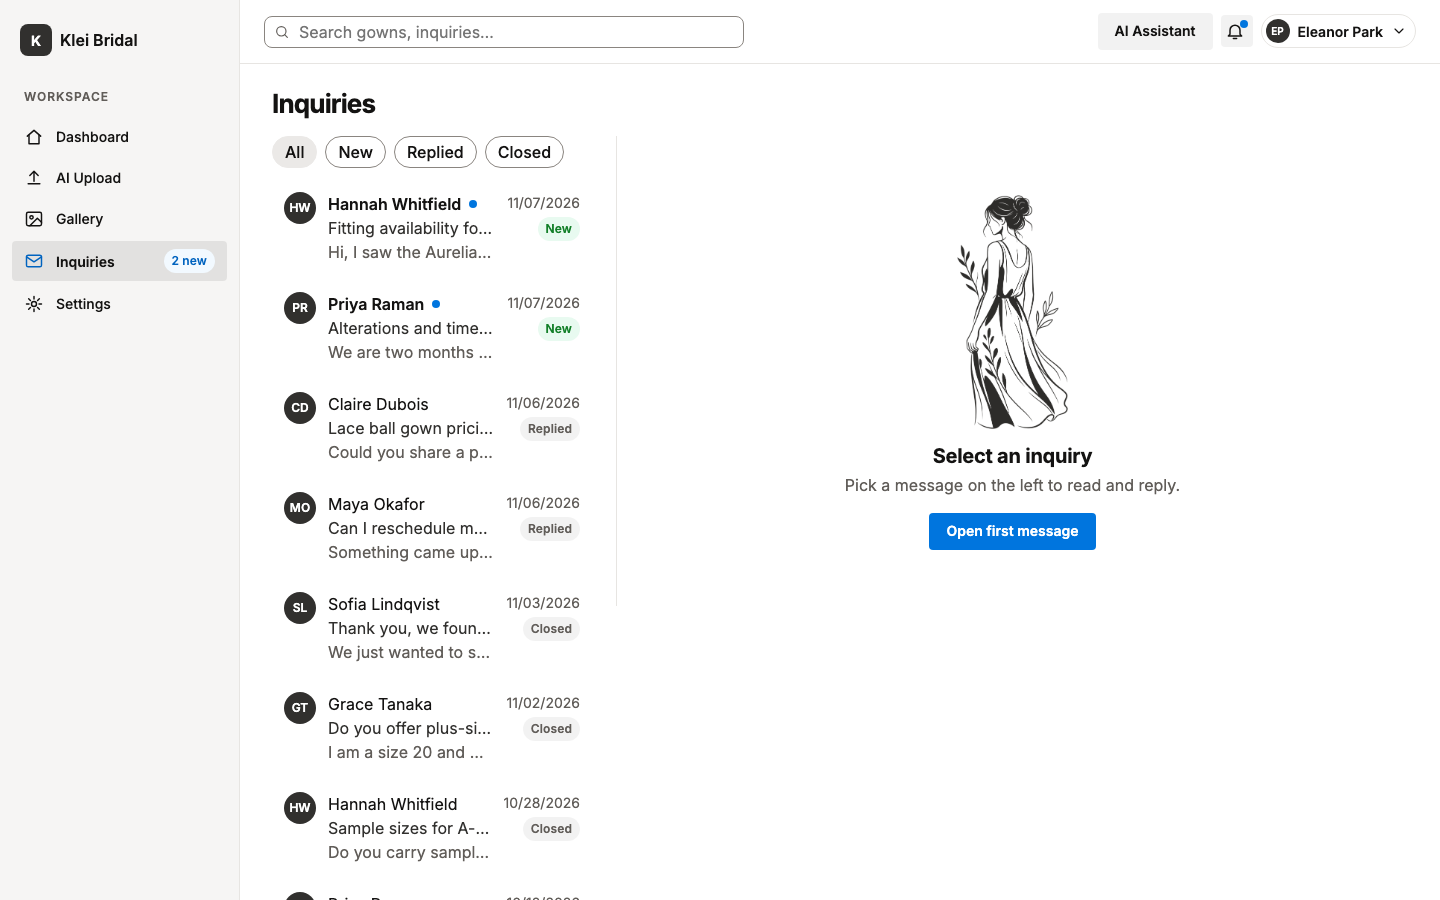 K Klei Bridal
WORKSPACE
Dashboard
AI Upload
Gallery
Inquiries 2 new
Settings
Search gowns, inquiries...
AI Assistant
EP Eleanor Park
Inquiries
All New Replied Closed
HW Hannah Whitfield 11/07/2026
Fitting availability fo... New
Hi, I saw the Aurelia...
PR Priya Raman 11/07/2026
Alterations and time... New
We are two months ...
CD Claire Dubois 11/06/2026
Lace ball gown prici... Replied
Could you share a p...
MO Maya Okafor 11/06/2026
Can I reschedule m... Replied
Something came up...
SL Sofia Lindqvist 11/03/2026
Thank you, we foun... Closed
We just wanted to s...
GT Grace Tanaka 11/02/2026
Do you offer plus-si... Closed
I am a size 20 and ...
HW Hannah Whitfield 10/28/2026
Sample sizes for A-... Closed
Do you carry sampl...
Select an inquiry
Pick a message on the left to read and reply.
Open first message